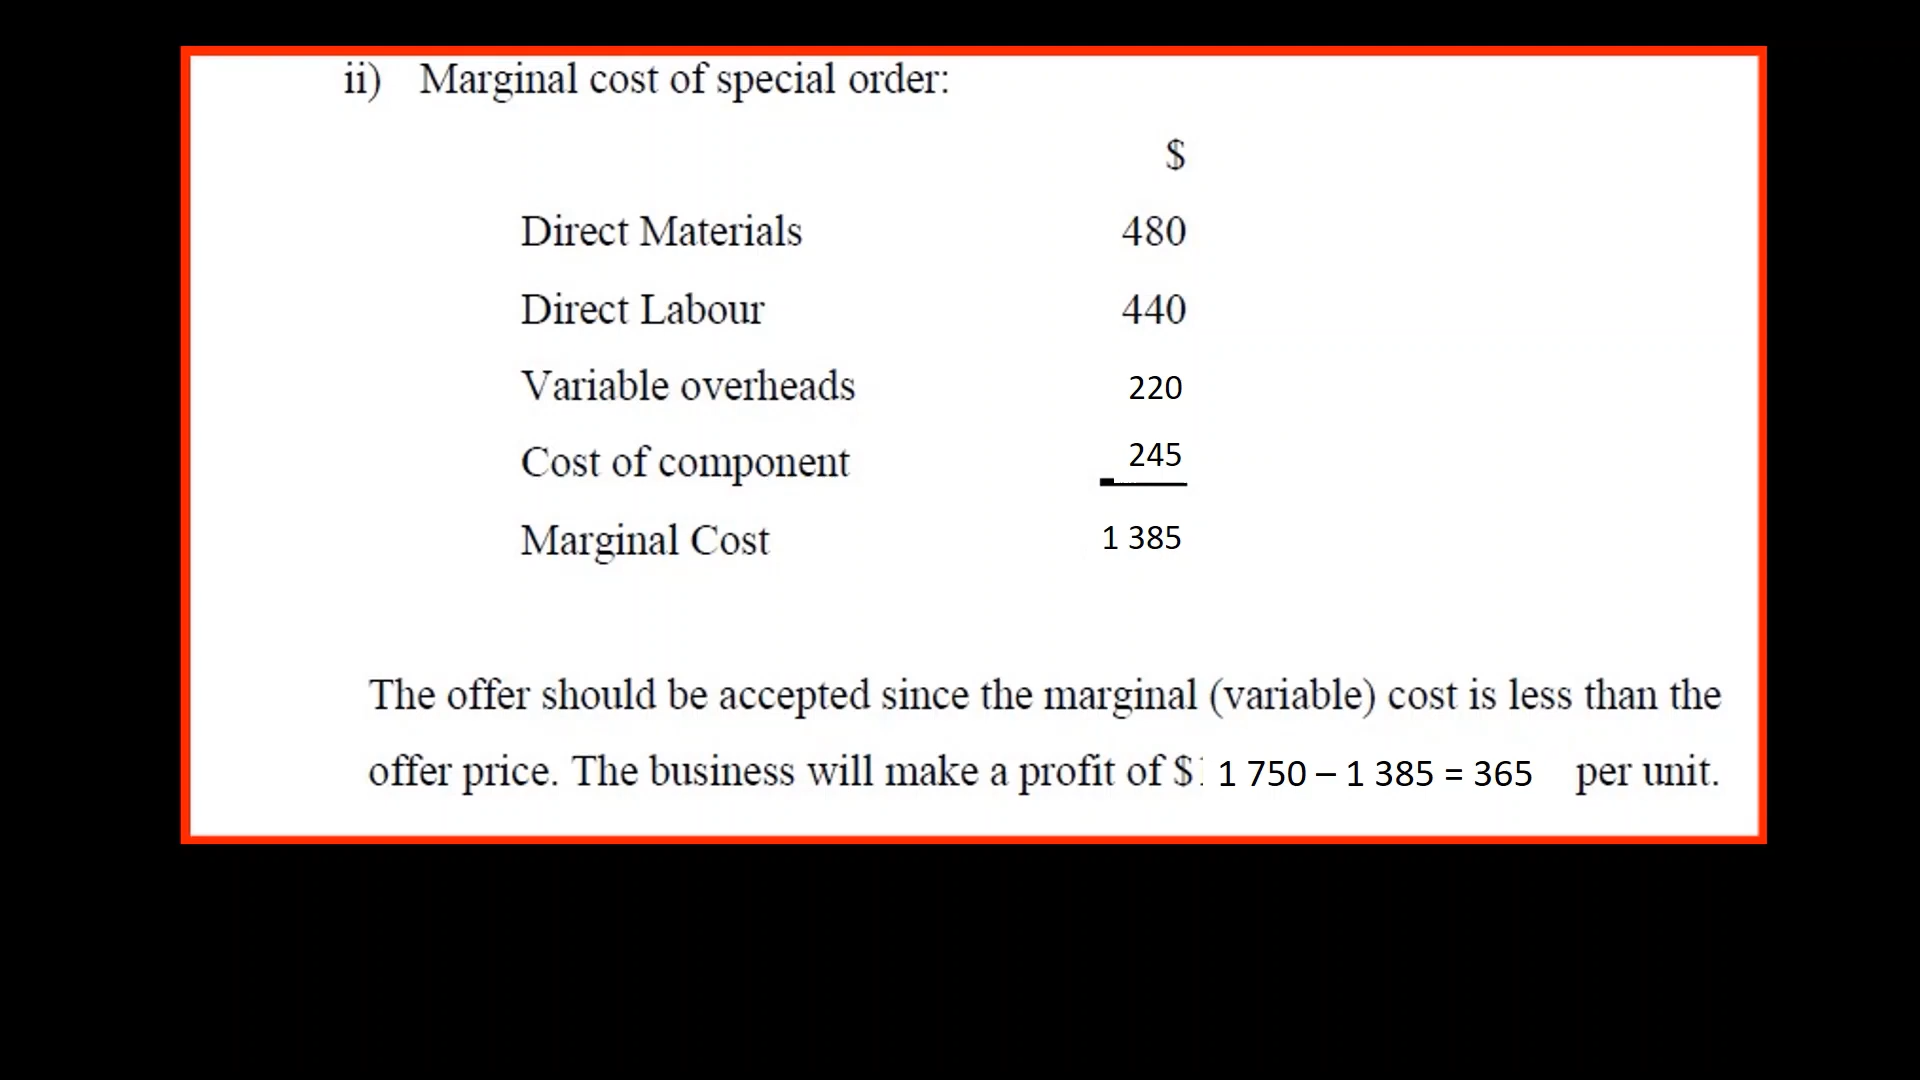 ii) Marginal cost of special order:
$
Direct Materials 480
Direct Labour 440
Variable overheads 220
Cost of component 245
Marginal Cost 1 385
The offer should be accepted since the marginal (variable) cost is less than the
offer price. The business will make a profit of $ 1 750 – 1 385 = 365 per unit.